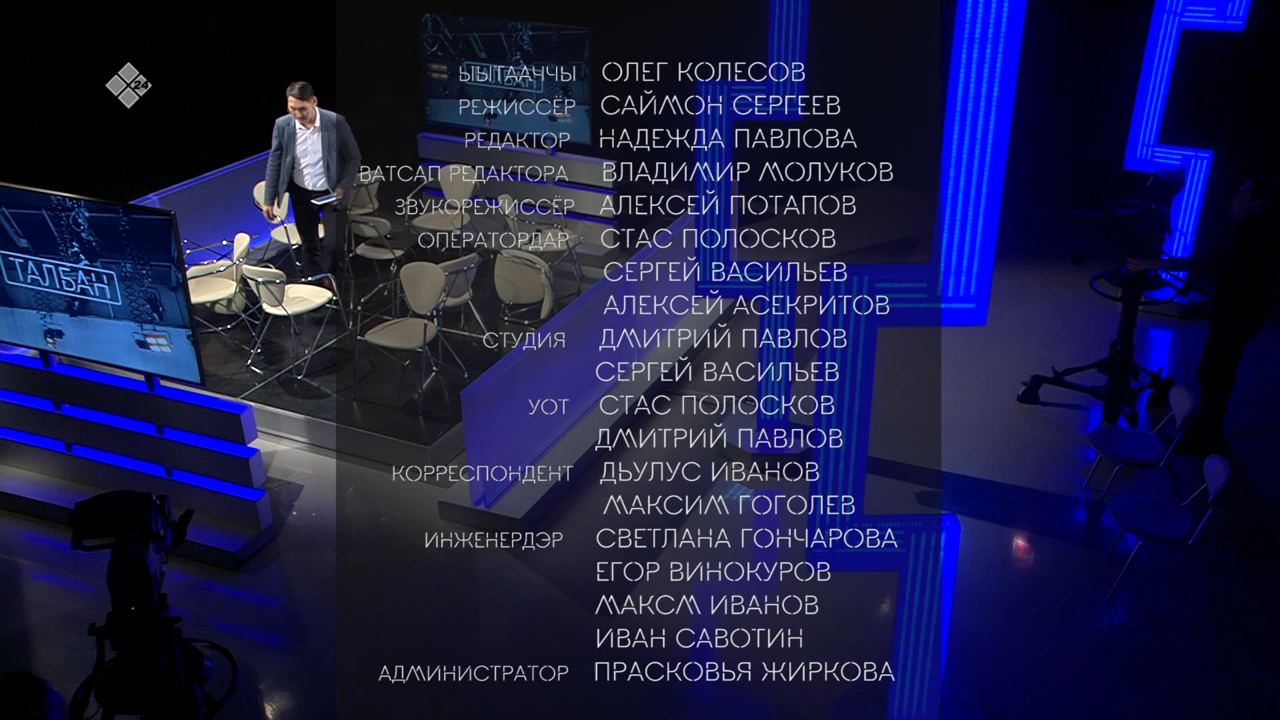 24
ТАЛБАН
ТАЛБАН
ЫЫТААЧЧЫ ОЛЕГ КОЛЕСОВ
РЕЖИССЁР САЙМОН СЕРГЕЕВ
РЕДАКТОР НАДЕЖДА ПАВЛОВА
ВАТСАП РЕДАКТОРА ВЛАДИМИР МОЛУКОВ
ЗВУКОРЕЖИССЁР АЛЕКСЕЙ ПОТАПОВ
ОПЕРАТОРДАР СТАС ПОЛОСКОВ
СЕРГЕЙ ВАСИЛЬЕВ
АЛЕКСЕЙ АСЕКРИТОВ
СТУДИЯ ДМИТРИЙ ПАВЛОВ
СЕРГЕЙ ВАСИЛЬЕВ
УОТ СТАС ПОЛОСКОВ
ДМИТРИЙ ПАВЛОВ
КОРРЕСПОНДЕНТ ДЬУЛУС ИВАНОВ
МАКСИМ ГОГОЛЕВ
ИНЖЕНЕРДЭР СВЕТЛАНА ГОНЧАРОВА
ЕГОР ВИНОКУРОВ
МАКСМ ИВАНОВ
ИВАН САВОТИН
АДМИНИСТРАТОР ПРАСКОВЬЯ ЖИРКОВА